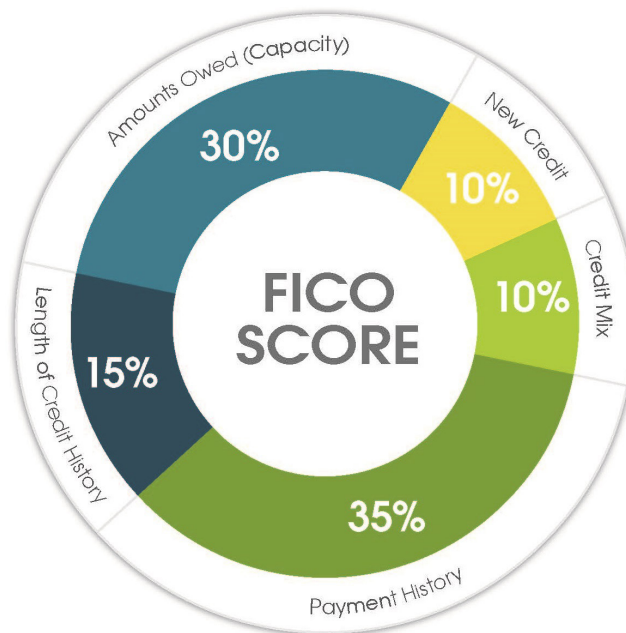 Amounts Owed (Capacity)
30%
New Credit
10%
Credit Mix
10%
FICO
SCORE
Length of Credit History
15%
35%
Payment History